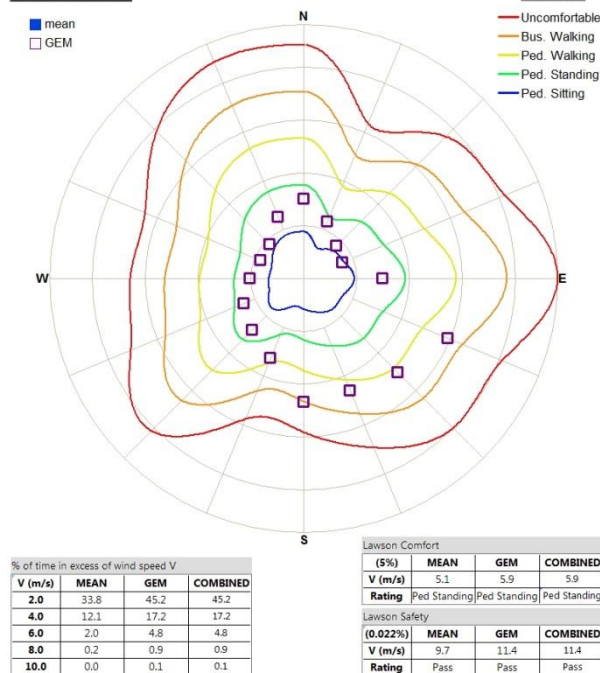 mean
GEM
N
Uncomfortable
Bus. Walking
Ped. Walking
Ped. Standing
Ped. Sitting
W
E
S
% of time in excess of wind speed V
V (m/s) MEAN GEM COMBINED
2.0 33.8 45.2 45.2
4.0 12.1 17.2 17.2
6.0 2.0 4.8 4.8
8.0 0.2 0.9 0.9
10.0 0.0 0.1 0.1
Lawson Comfort
(5%) MEAN GEM COMBINED
V (m/s) 5.1 5.9 5.9
Rating Ped Standing Ped Standing Ped Standing
Lawson Safety
(0.022%) MEAN GEM COMBINED
V (m/s) 9.7 11.4 11.4
Rating Pass Pass Pass